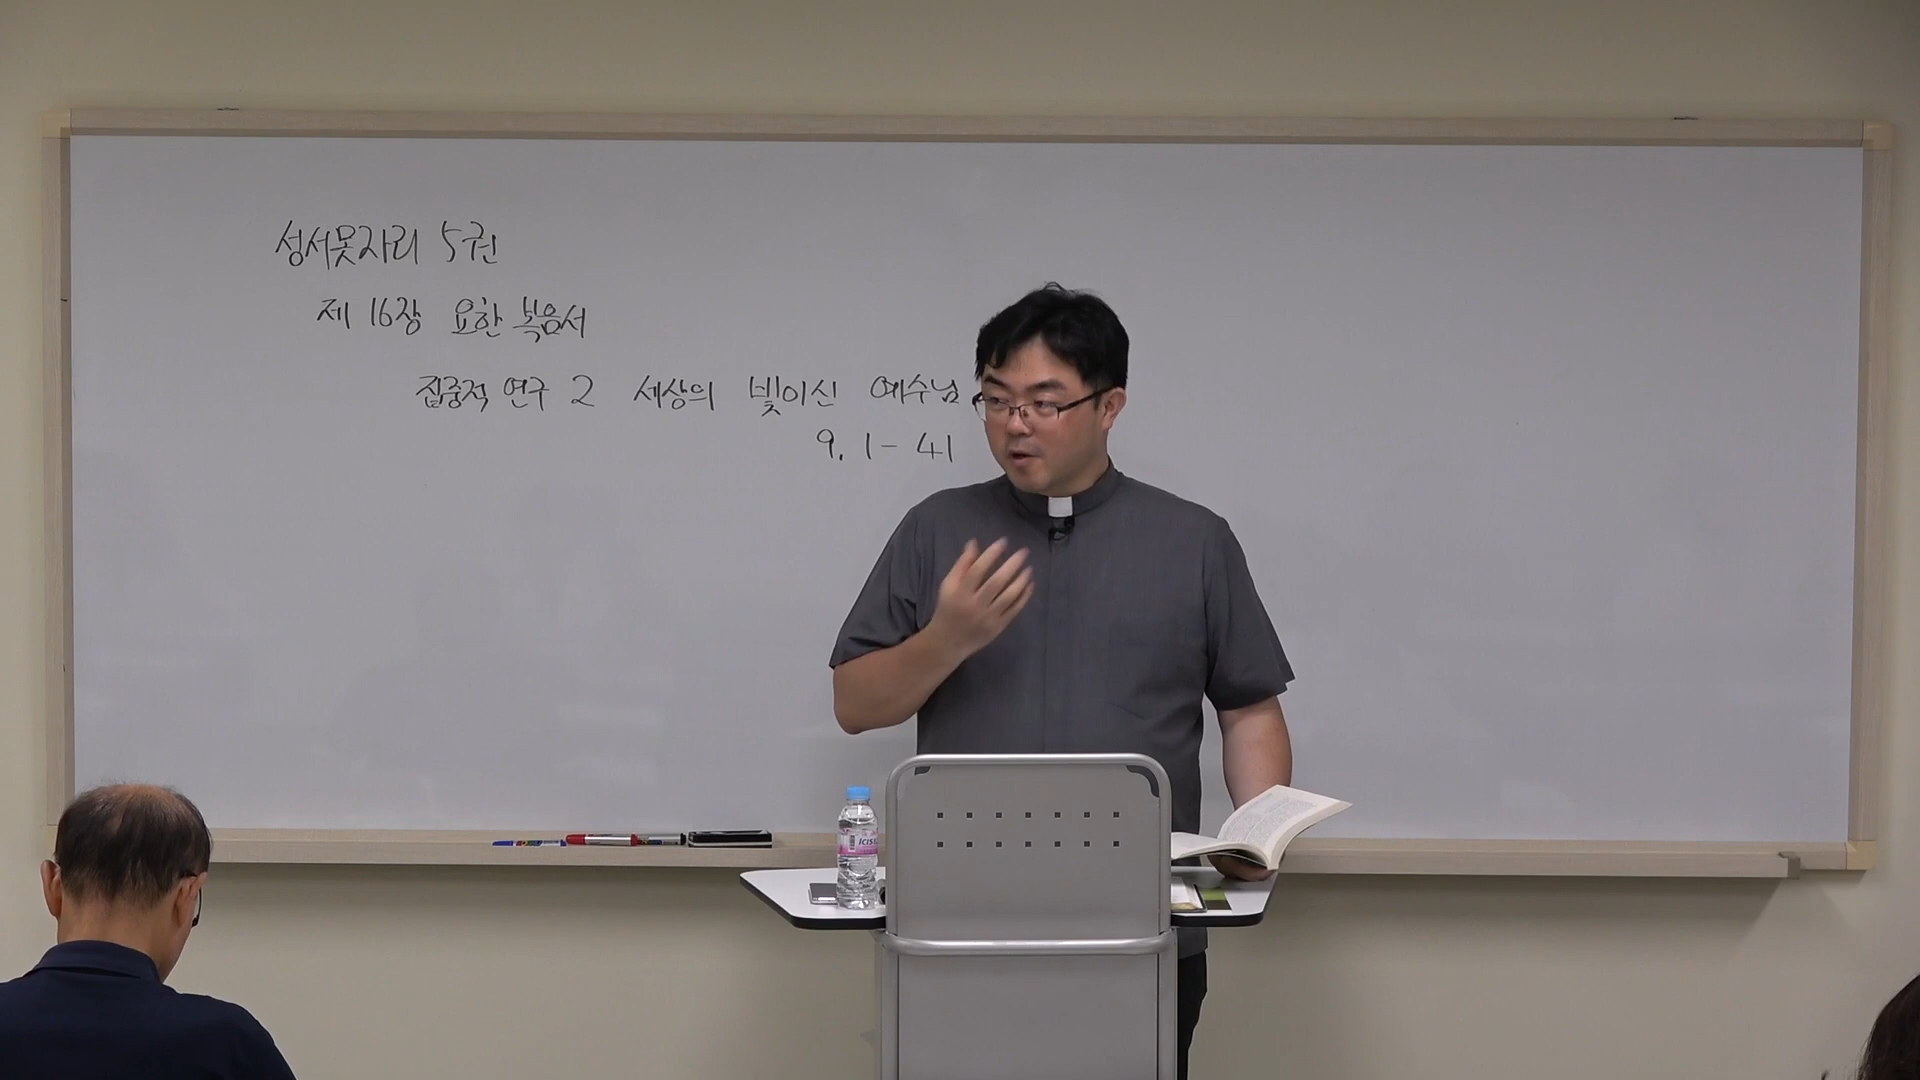 성서못자리 5권
제 16장 요한 복음서
집중적 연구 2 세상의 빛이신 예수님
9. 1 - 41